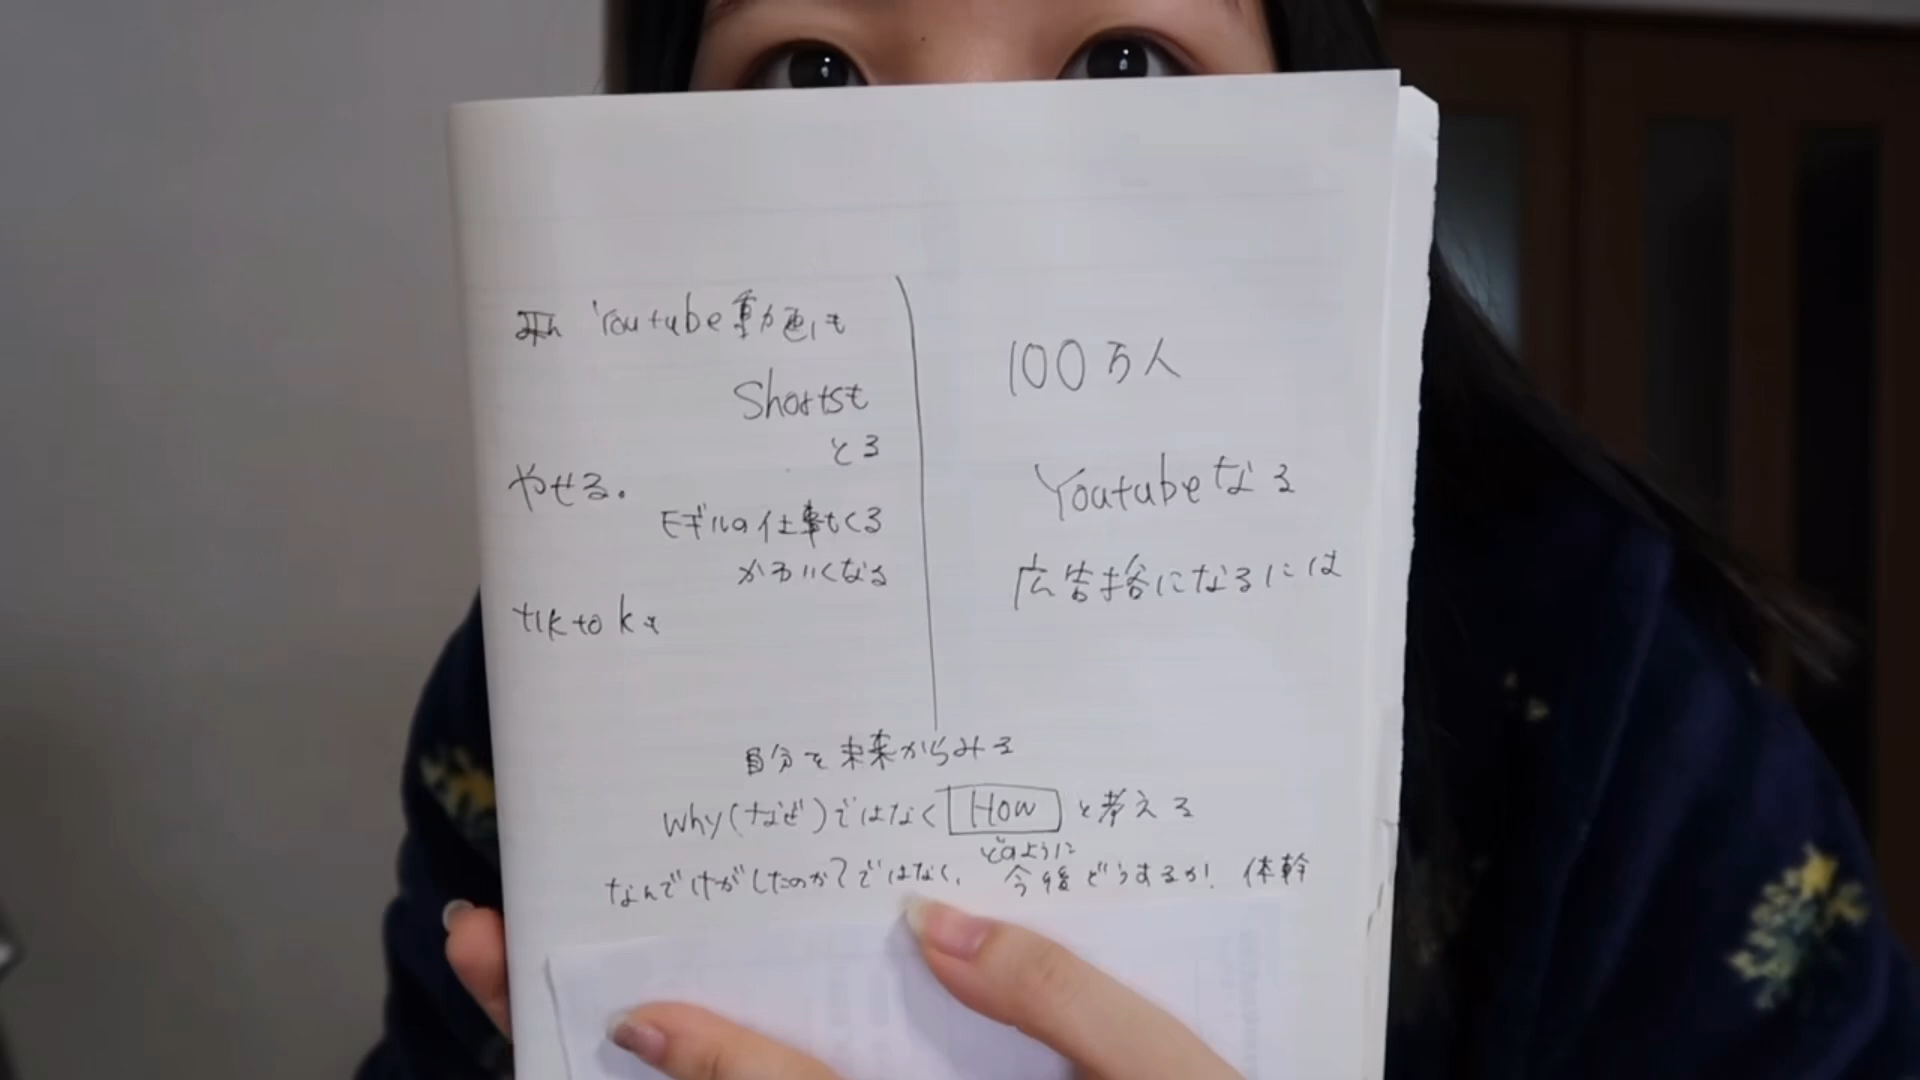 Youtube動画も
Shortsも
とる
やせる。
モデルの仕事もくる
かわいくなる
tiktokも
100万人
Youtubeなる
広告塔になるには
自分を未来からみる
Why(なぜ)ではなく How と考える
どのように
なんでけがしたのか?ではなく、 今後どうするか! 体幹